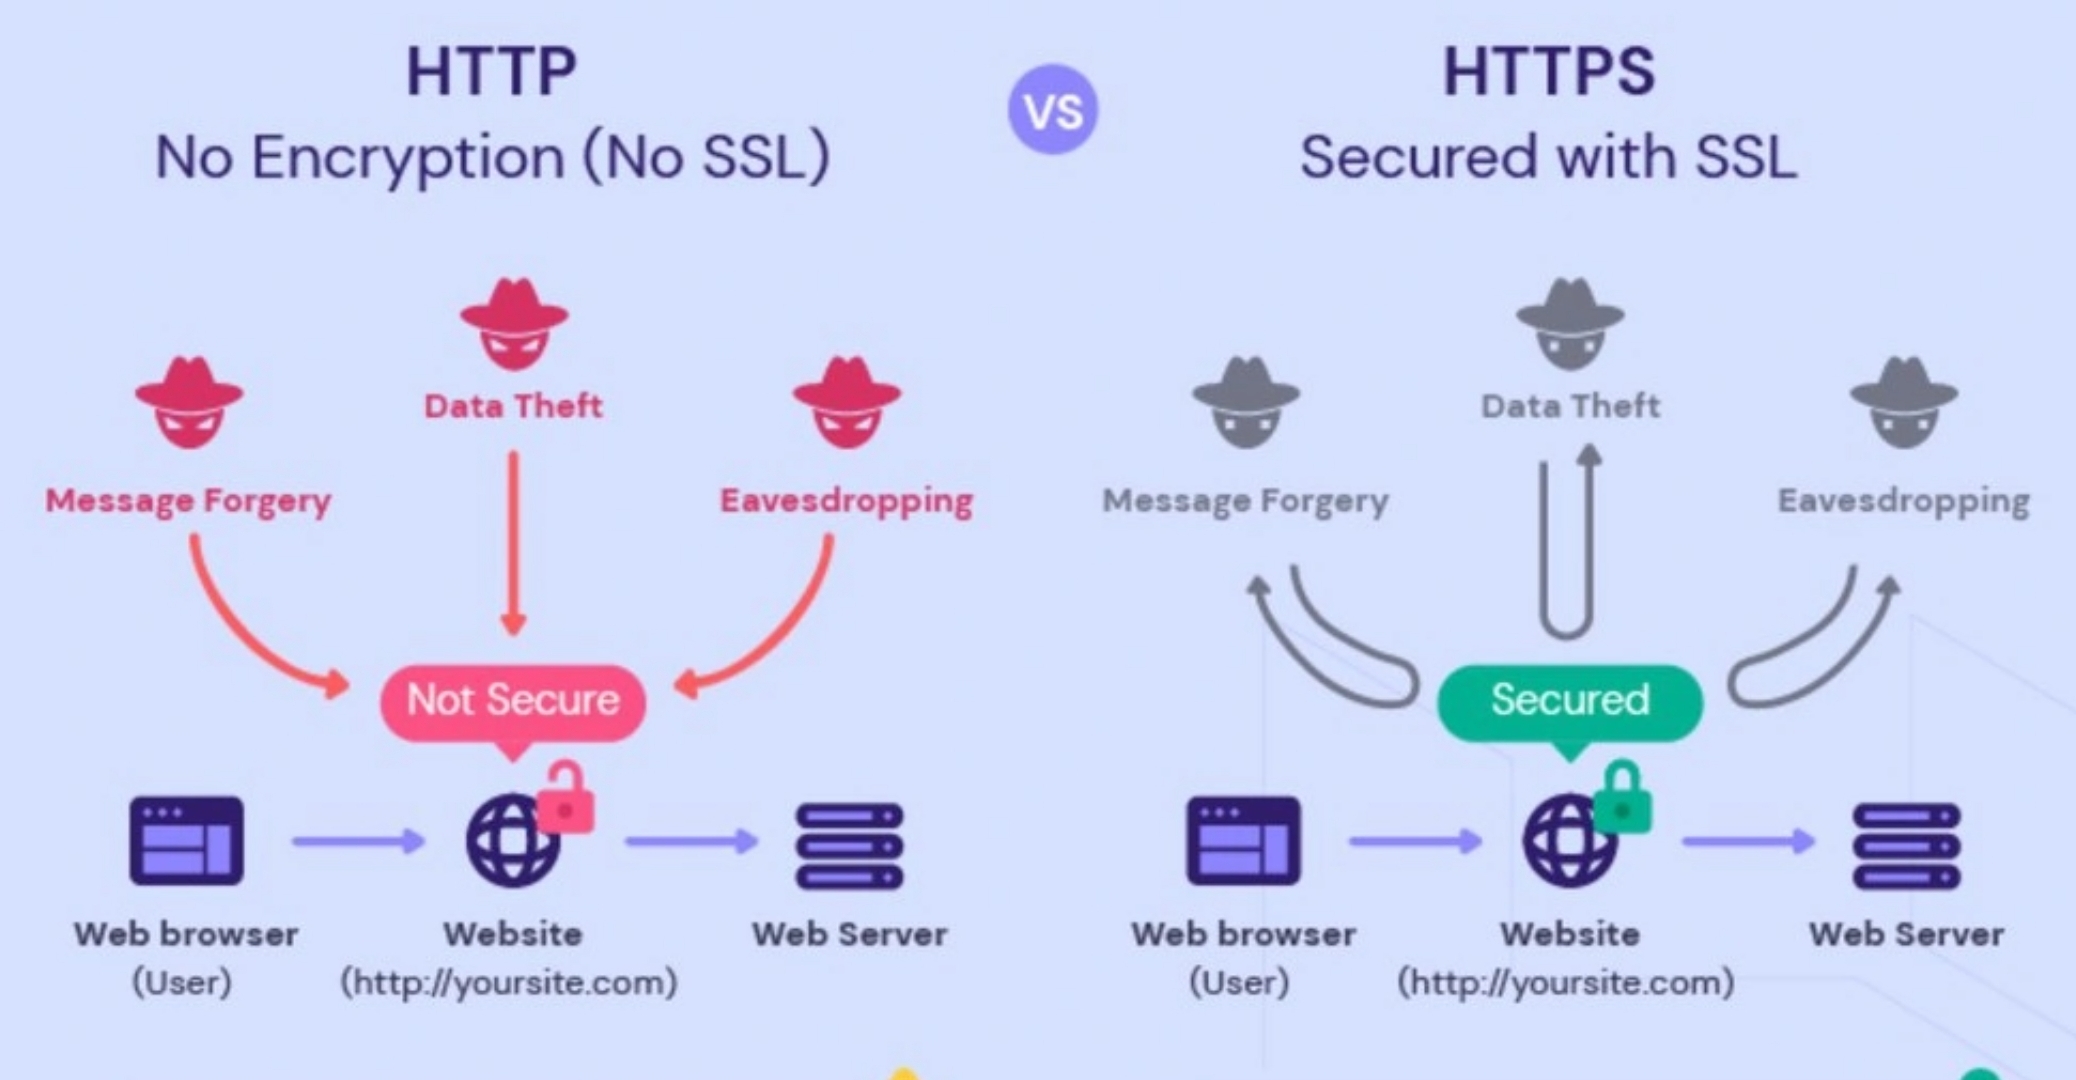 HTTP
No Encryption (No SSL)
VS
HTTPS
Secured with SSL
Data Theft
Message Forgery
Eavesdropping
Not Secure
Web browser
(User)
Website
(http://yoursite.com)
Web Server
Data Theft
Message Forgery
Eavesdropping
Secured
Web browser
(User)
Website
(http://yoursite.com)
Web Server